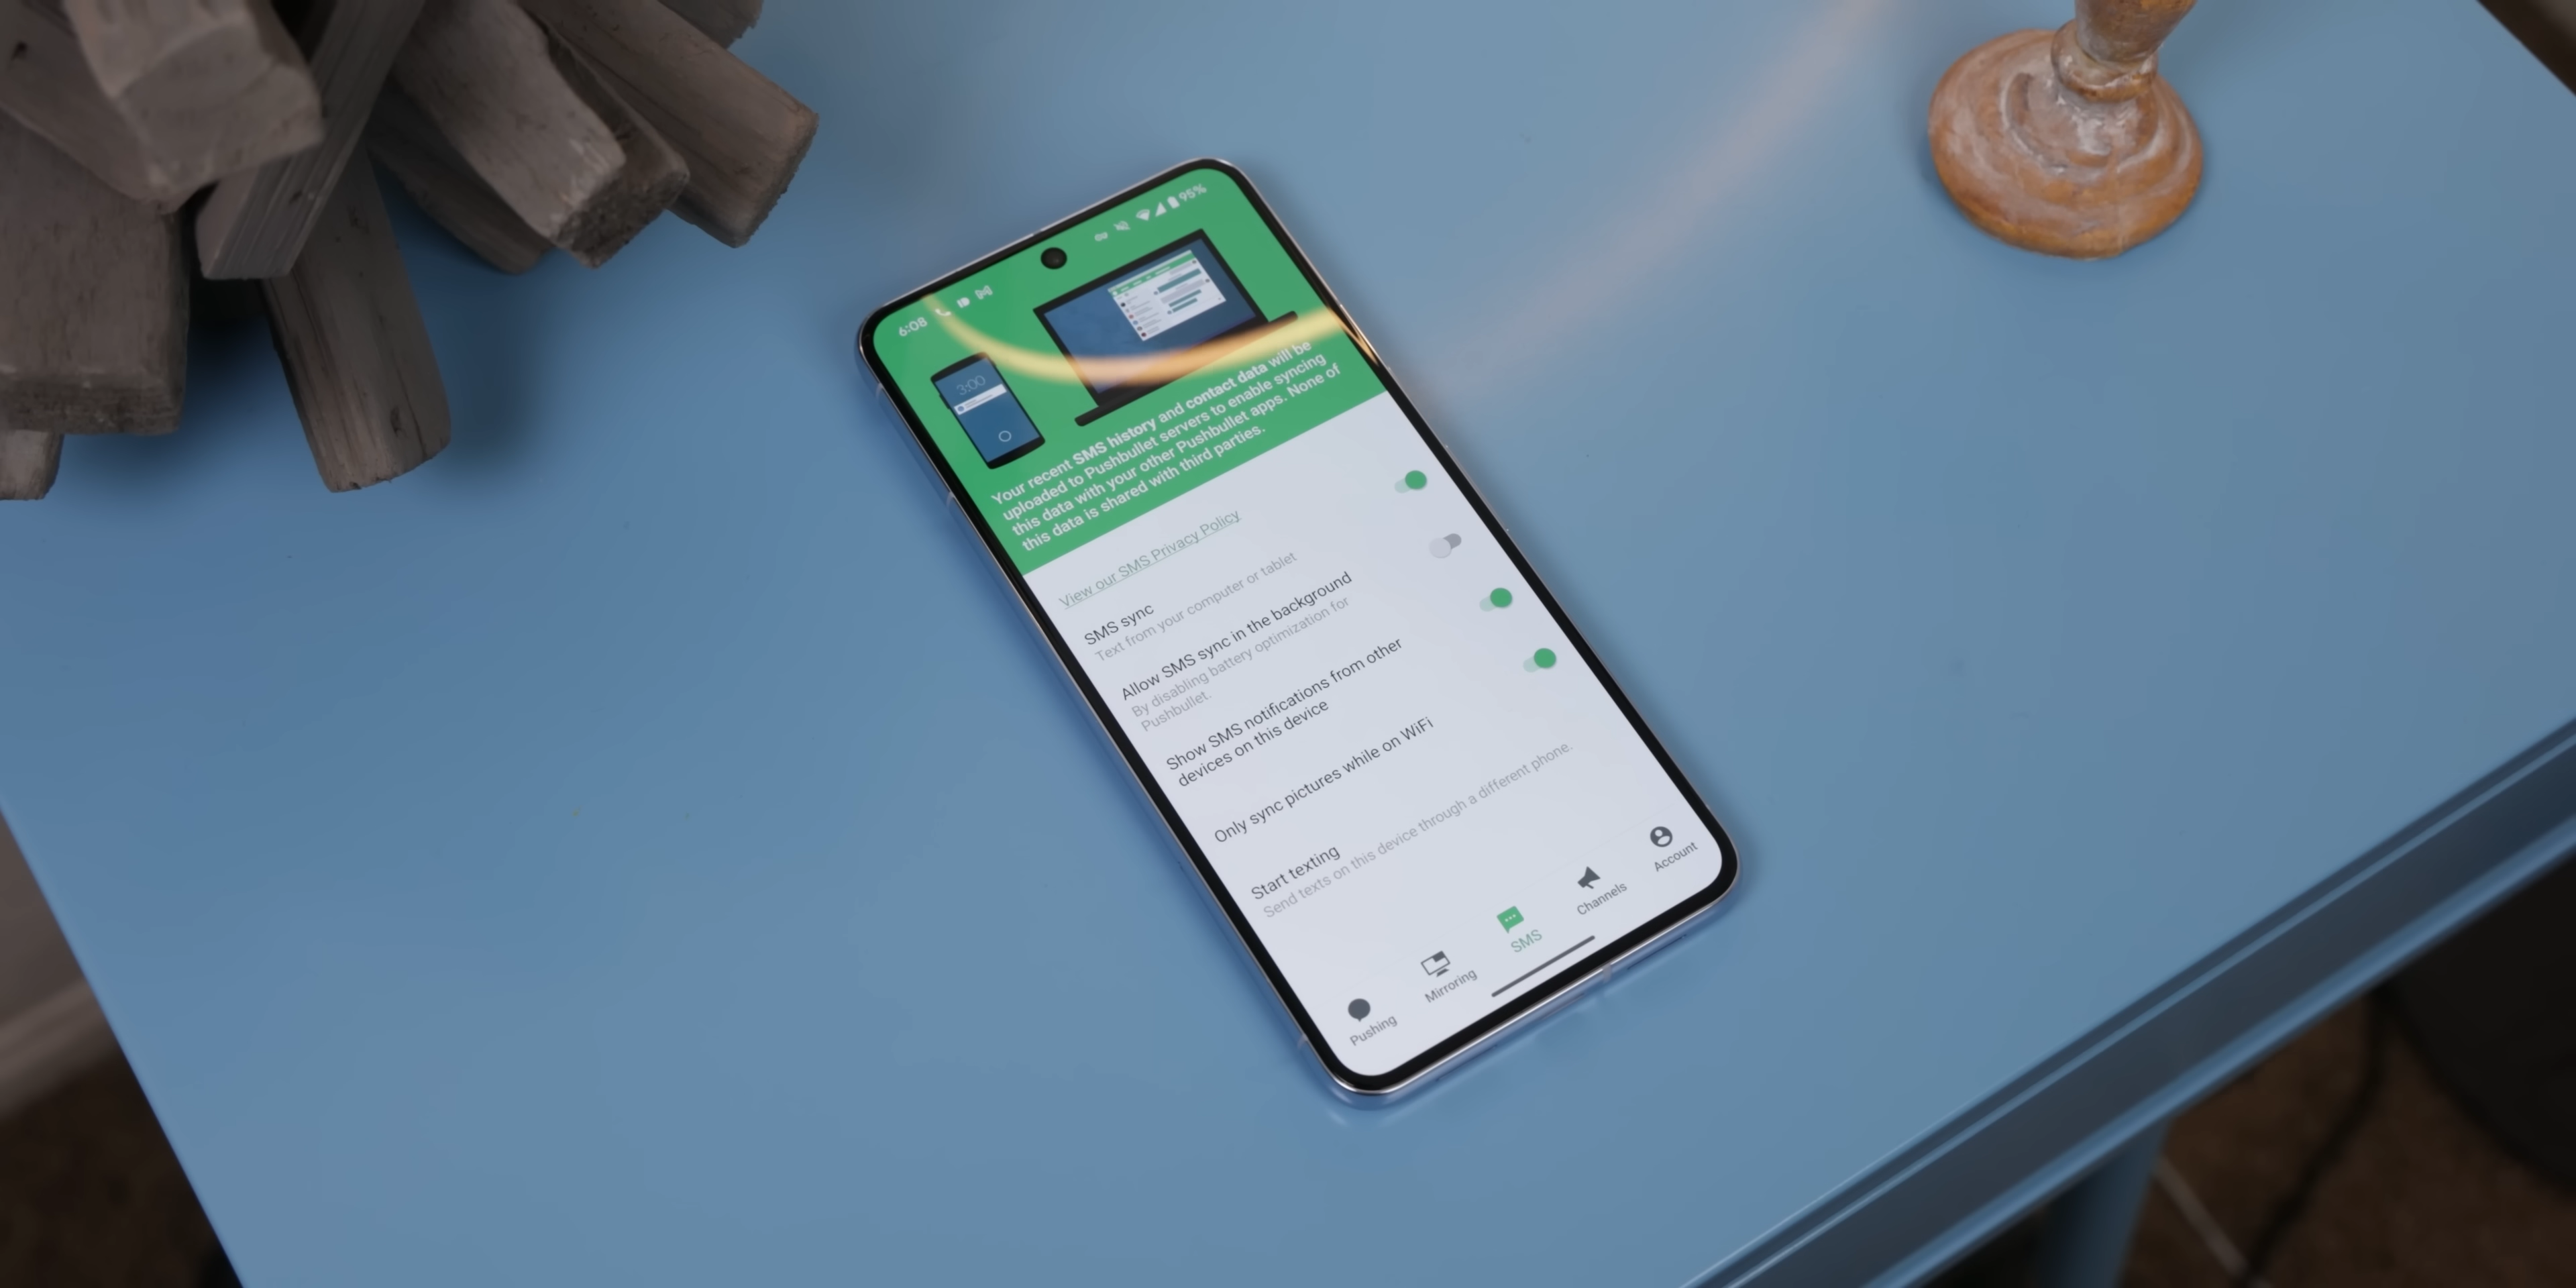 6:08
95%
3:00
Your recent SMS history and contact data will be
uploaded to Pushbullet servers to enable syncing
this data with your other Pushbullet apps. None of
this data is shared with third parties.
View our SMS Privacy Policy
SMS sync
Text from your computer or tablet
Allow SMS sync in the background
By disabling battery optimization for
Pushbullet.
Show SMS notifications from other
devices on this device
Only sync pictures while on WiFi
Start texting
Send texts on this device through a different phone.
Pushing
Mirroring
SMS
Channels
Account